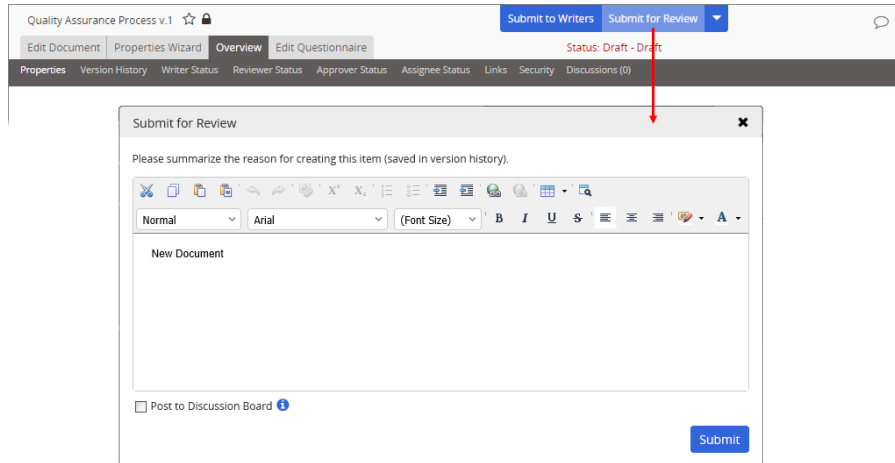 Quality Assurance Process v.1
Submit to Writers Submit for Review
Edit Document Properties Wizard Overview Edit Questionnaire
Status: Draft - Draft
Properties Version History Writer Status Reviewer Status Approver Status Assignee Status Links Security Discussions (0)
Submit for Review
Please summarize the reason for creating this item (saved in version history).
Normal Arial (Font Size) B I U S A
New Document
Post to Discussion Board
Submit